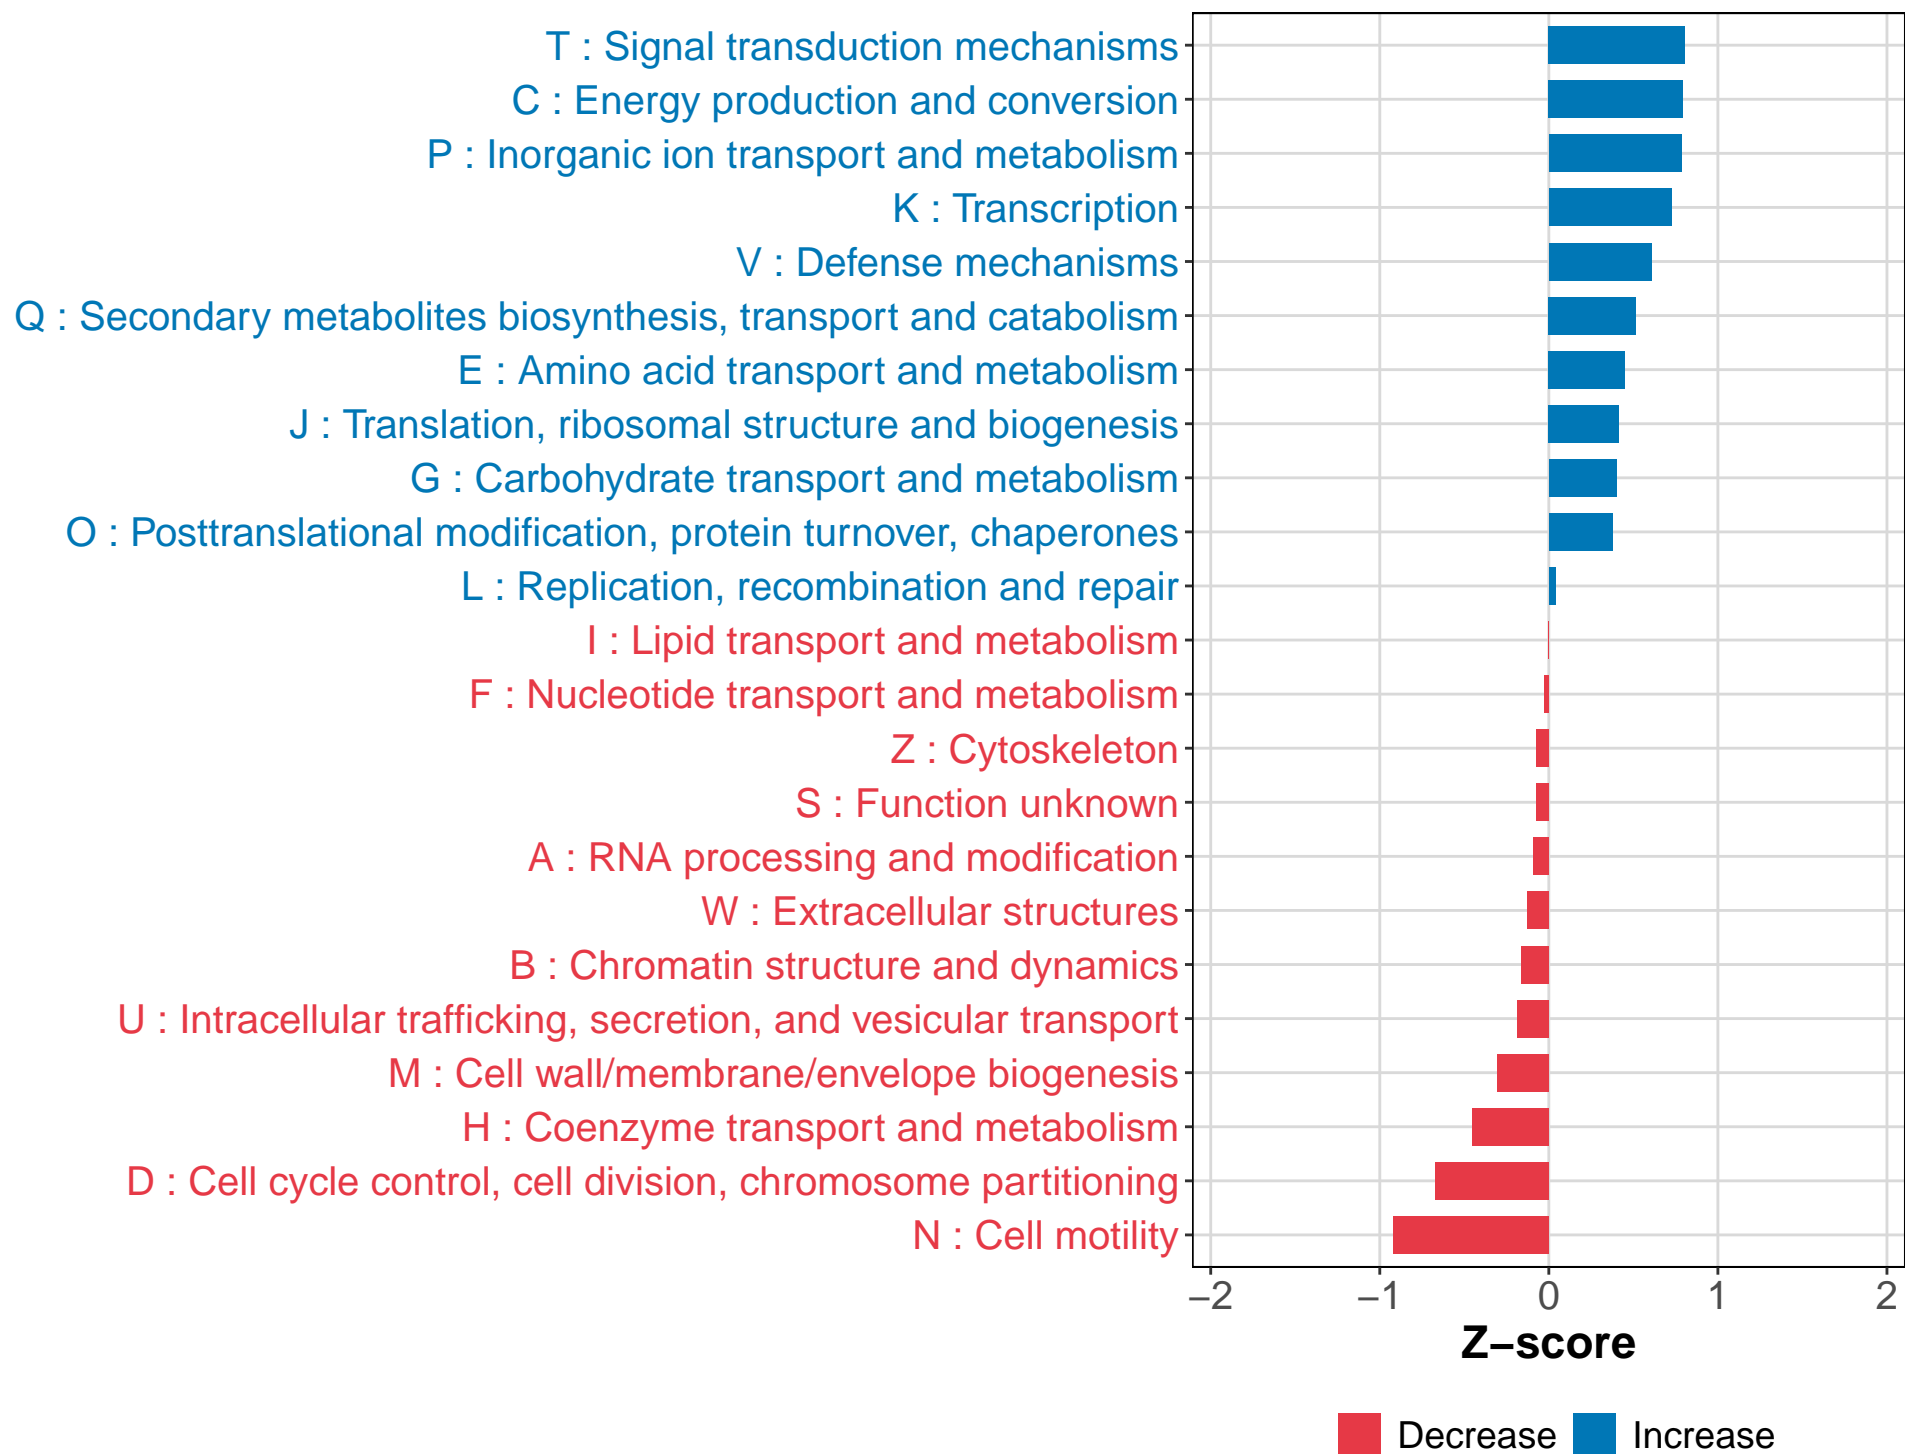 T : Signal transduction mechanisms
C : Energy production and conversion
P : Inorganic ion transport and metabolism
K : Transcription
V : Defense mechanisms
Q : Secondary metabolites biosynthesis, transport and catabolism
E : Amino acid transport and metabolism
J : Translation, ribosomal structure and biogenesis
G : Carbohydrate transport and metabolism
O : Posttranslational modification, protein turnover, chaperones
L : Replication, recombination and repair
I : Lipid transport and metabolism
F : Nucleotide transport and metabolism
Z : Cytoskeleton
S : Function unknown
A : RNA processing and modification
W : Extracellular structures
B : Chromatin structure and dynamics
U : Intracellular trafficking, secretion, and vesicular transport
M : Cell wall/membrane/envelope biogenesis
H : Coenzyme transport and metabolism
D : Cell cycle control, cell division, chromosome partitioning
N : Cell motility
−2 −1 0 1 2
Z−score
Decrease Increase